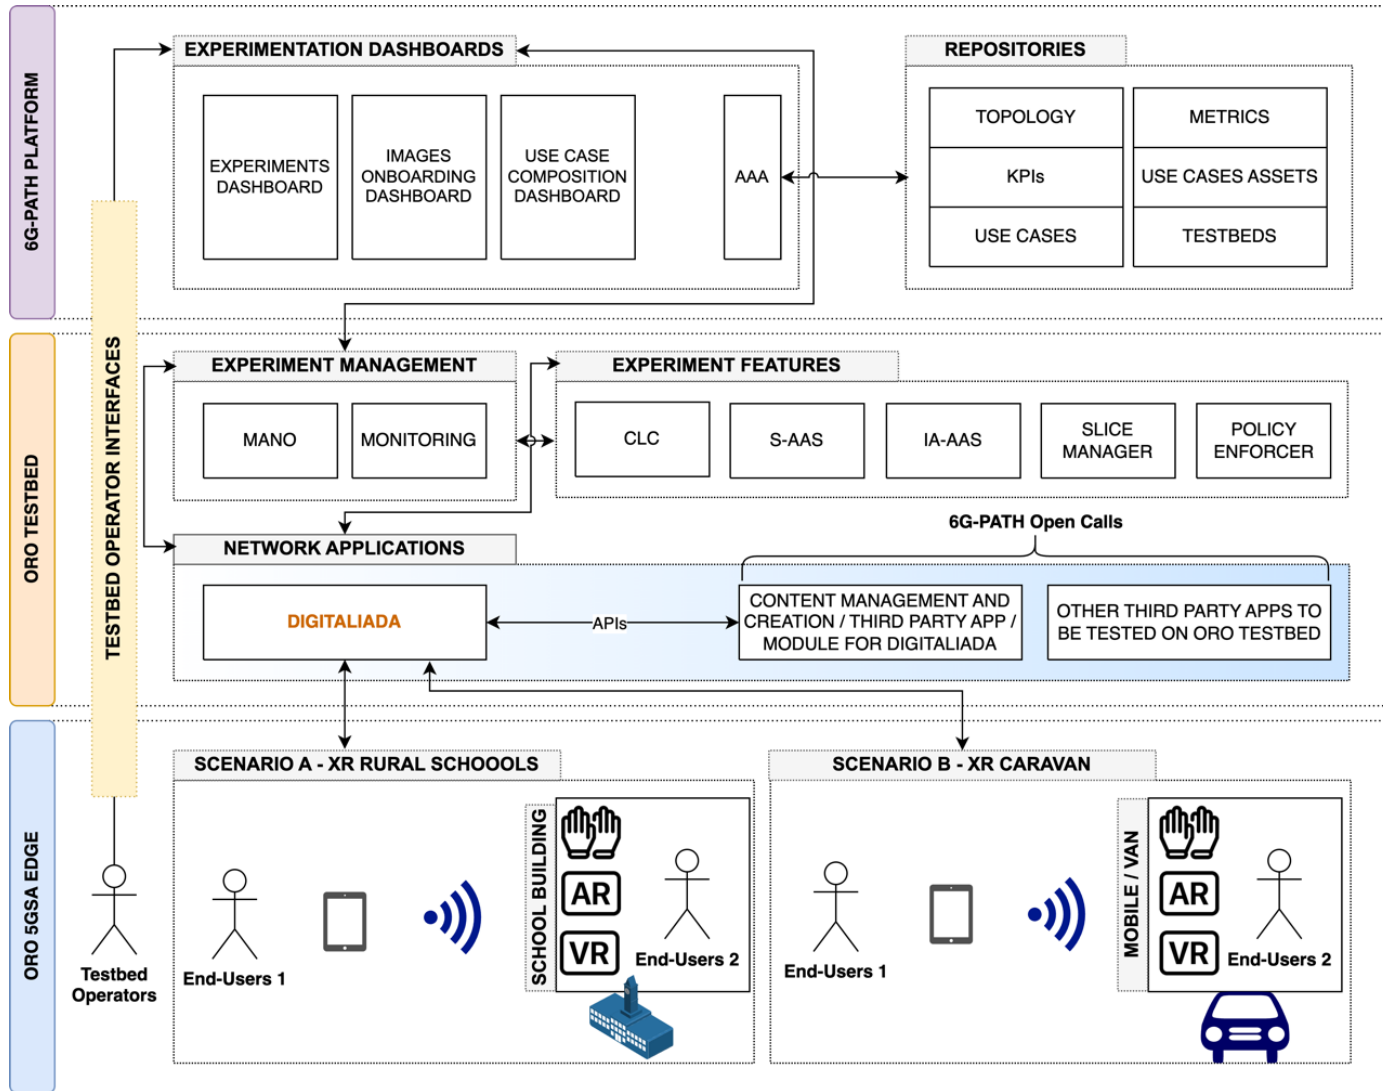 6G-PATH PLATFORM
EXPERIMENTATION DASHBOARDS
EXPERIMENTS
DASHBOARD
IMAGES
ONBOARDING
DASHBOARD
USE CASE
COMPOSITION
DASHBOARD
AAA
REPOSITORIES
TOPOLOGY
METRICS
KPIs
USE CASES ASSETS
USE CASES
TESTBEDS
TESTBED OPERATOR INTERFACES
ORO TESTBED
EXPERIMENT MANAGEMENT
MANO
MONITORING
EXPERIMENT FEATURES
CLC
S-AAS
IA-AAS
SLICE
MANAGER
POLICY
ENFORCER
6G-PATH Open Calls
NETWORK APPLICATIONS
DIGITALIADA
APIs
CONTENT MANAGEMENT AND
CREATION / THIRD PARTY APP /
MODULE FOR DIGITALIADA
OTHER THIRD PARTY APPS TO
BE TESTED ON ORO TESTBED
ORO 5GSA EDGE
Testbed
Operators
SCENARIO A - XR RURAL SCHOOOLS
End-Users 1
SCHOOL BUILDING
AR
VR
End-Users 2
SCENARIO B - XR CARAVAN
End-Users 1
MOBILE / VAN
AR
VR
End-Users 2